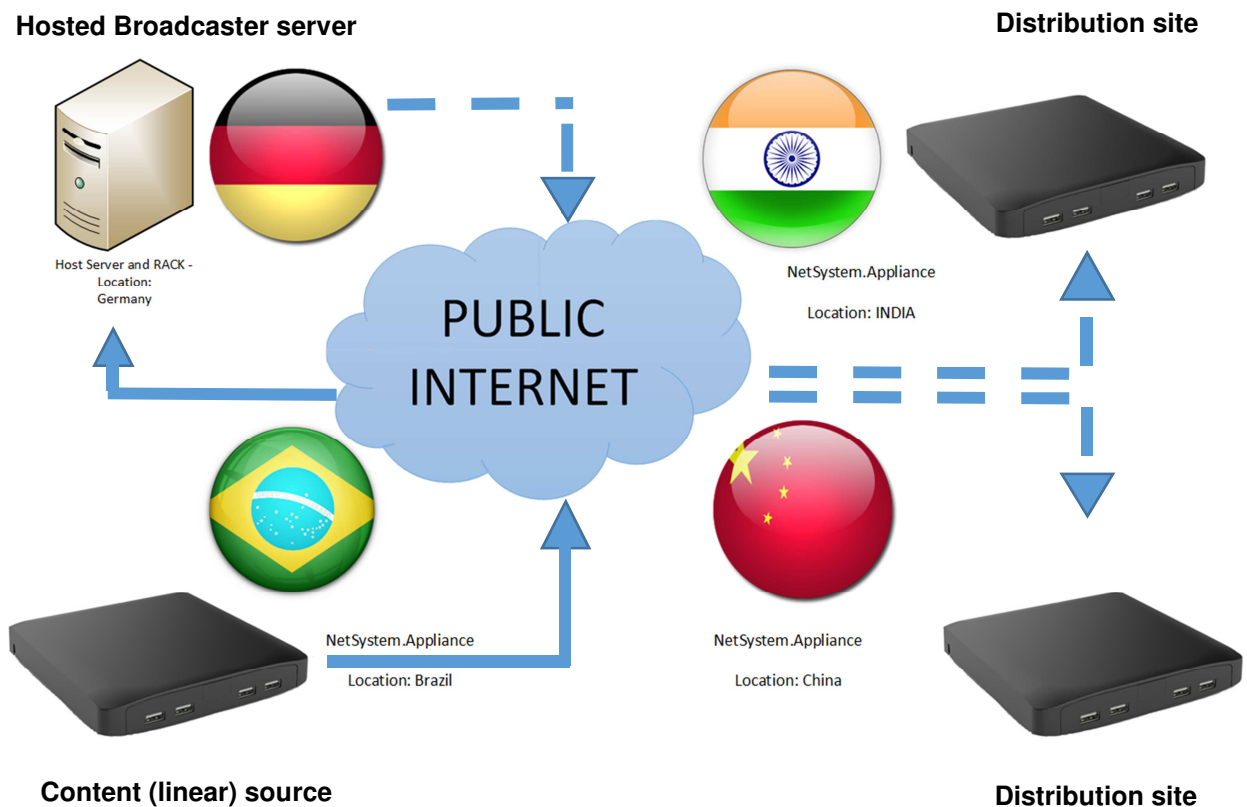 Hosted Broadcaster server
Distribution site
Host Server and RACK -
Location:
Germany
NetSystem.Appliance
Location: INDIA
PUBLIC
INTERNET
NetSystem.Appliance
Location: Brazil
NetSystem.Appliance
Location: China
Content (linear) source
Distribution site